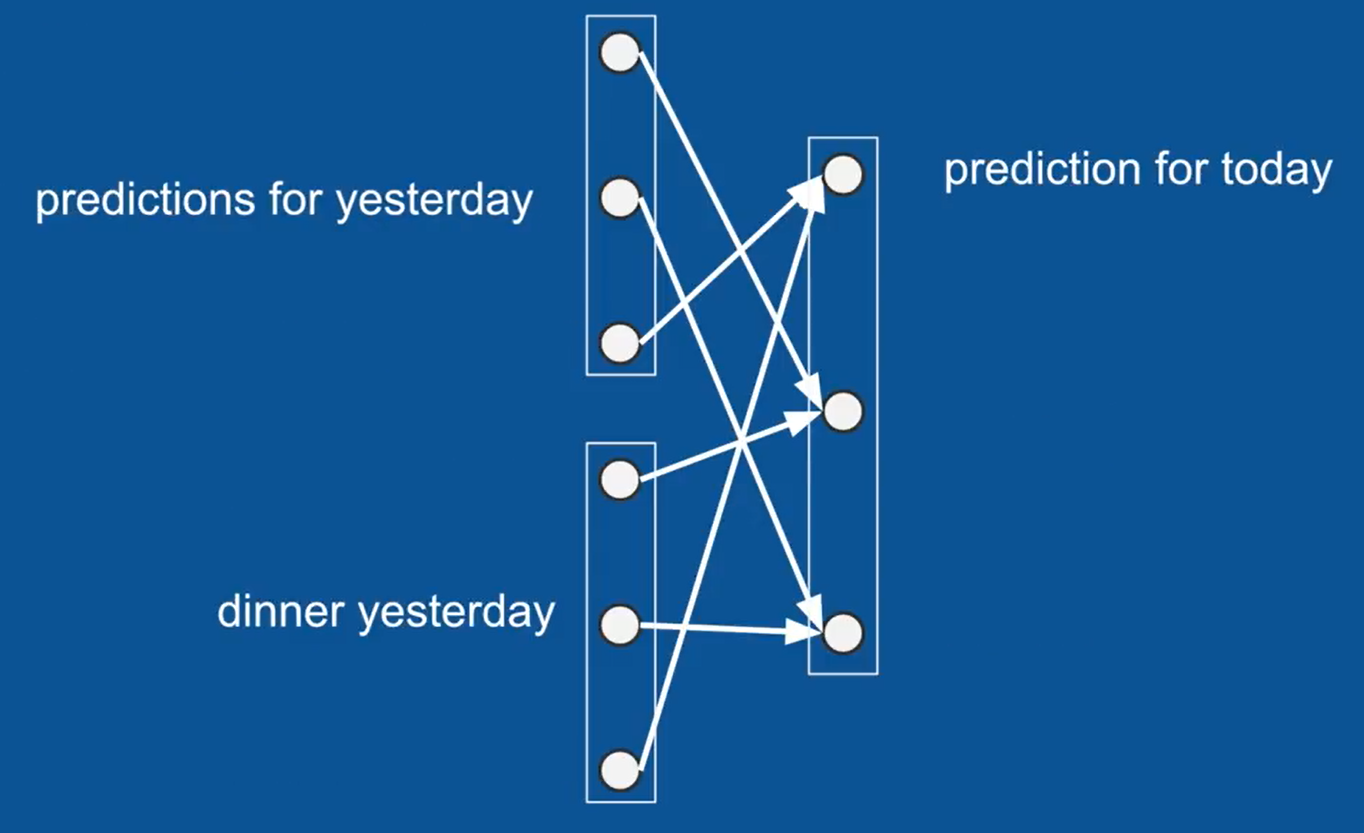 predictions for yesterday
prediction for today
dinner yesterday